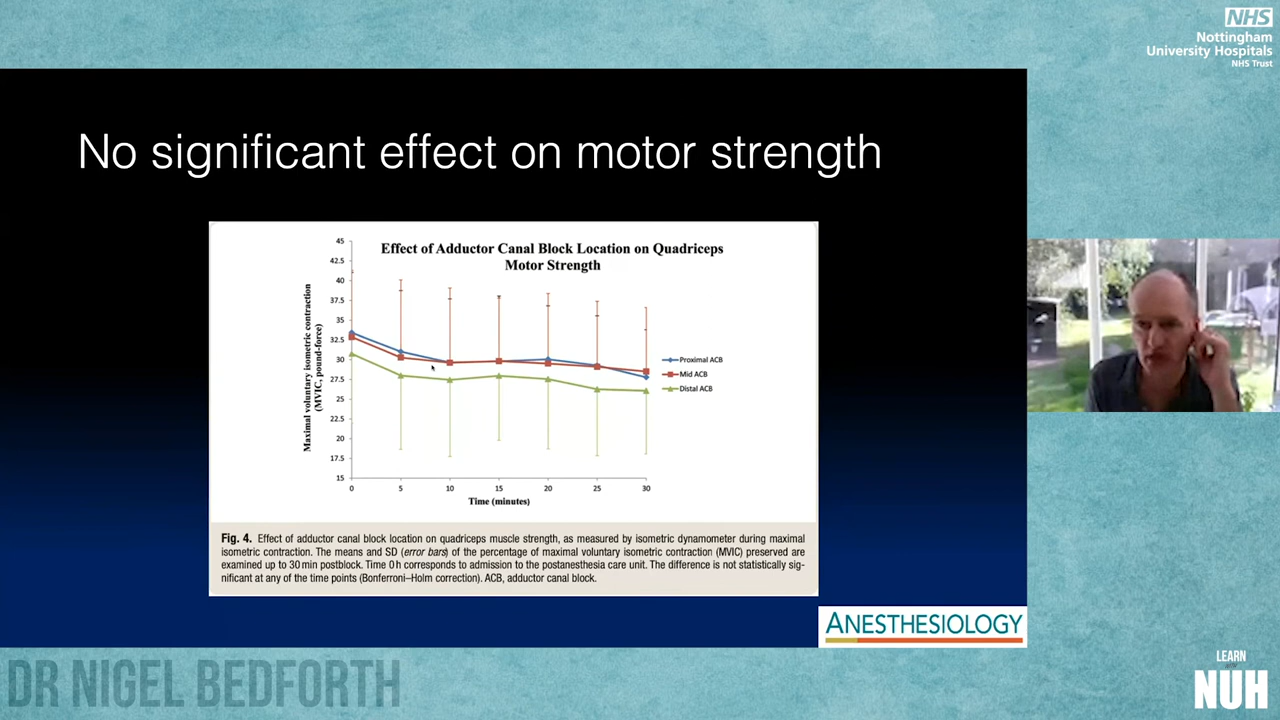 NHS
Nottingham
University Hospitals
NHS Trust
No significant effect on motor strength
Effect of Adductor Canal Block Location on Quadriceps
Motor Strength
Maximal voluntary isometric contraction
(MVIC, pound-force)
45
42.5
40
37.5
35
32.5
30
27.5
25
22.5
20
17.5
15
0 5 10 15 20 25 30
Time (minutes)
Proximal ACB
Mid ACB
Distal ACB
Fig. 4. Effect of adductor canal block location on quadriceps muscle strength, as measured by isometric dynamometer during maximal
isometric contraction. The means and SD (error bars) of the percentage of maximal voluntary isometric contraction (MVIC) preserved are
examined up to 30 min postblock. Time 0 h corresponds to admission to the postanesthesia care unit. The difference is not statistically sig-
nificant at any of the time points (Bonferroni–Holm correction). ACB, adductor canal block.
ANESTHESIOLOGY
DR NIGEL BEDFORTH
LEARN
NUH